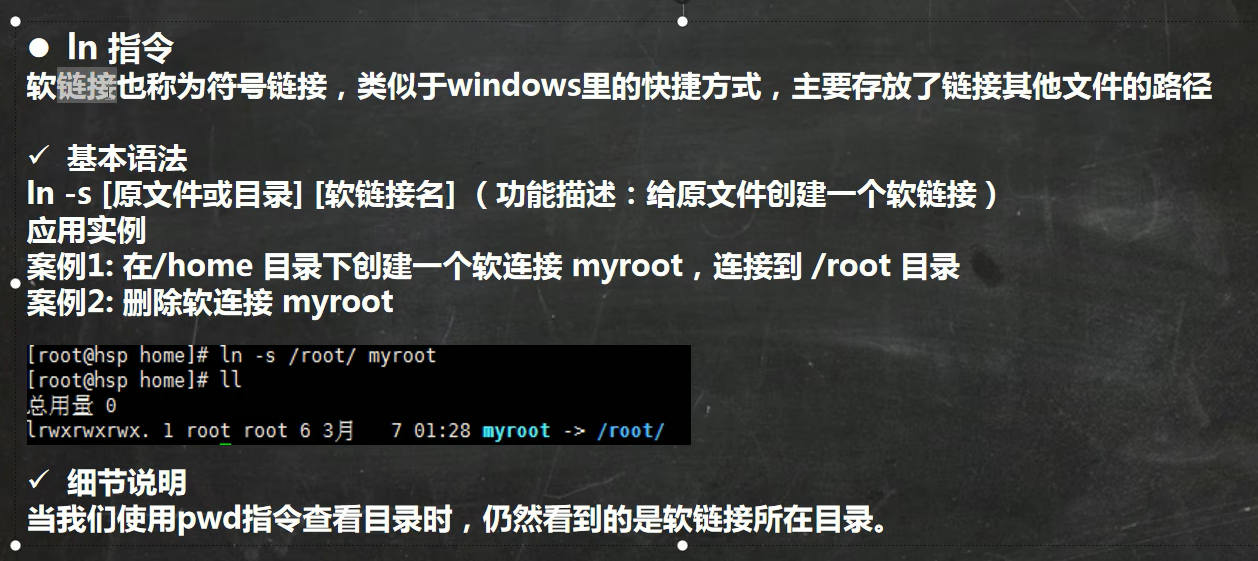 ● ln 指令
软链接也称为符号链接，类似于windows里的快捷方式，主要存放了链接其他文件的路径
✓ 基本语法
ln -s [原文件或目录] [软链接名] （功能描述：给原文件创建一个软链接）
应用实例
案例1: 在/home 目录下创建一个软连接 myroot，连接到 /root 目录
案例2: 删除软连接 myroot
[root@hsp home]# ln -s /root/ myroot
[root@hsp home]# ll
总用量 0
lrwxrwxrwx. 1 root root 6 3月   7 01:28 myroot -> /root/
✓ 细节说明
当我们使用pwd指令查看目录时，仍然看到的是软链接所在目录。